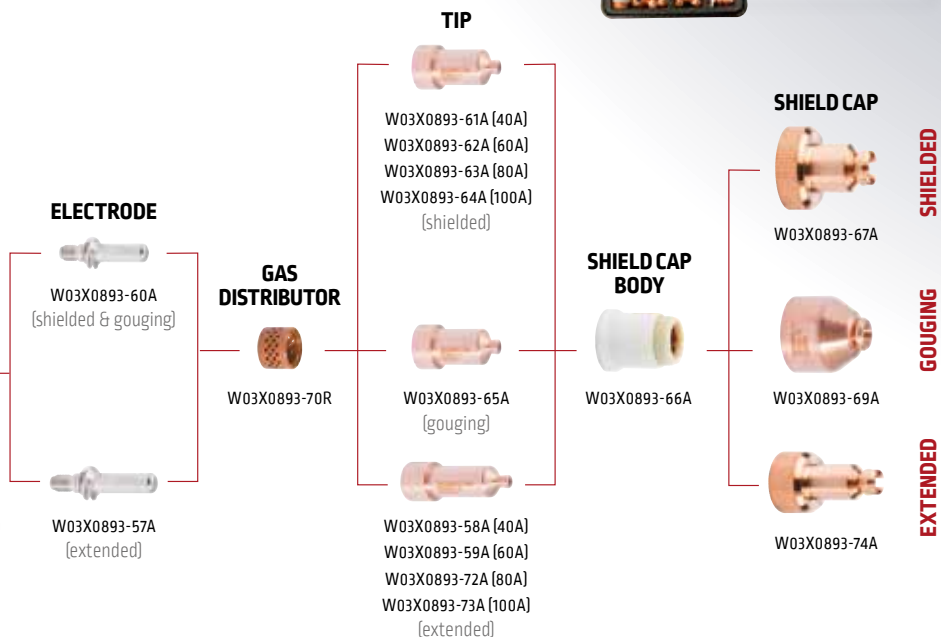 ELECTRODE
W03X0893-60A
(shielded & gouging)
W03X0893-57A
(extended)
GAS
DISTRIBUTOR
W03X0893-70R
TIP
W03X0893-61A (40A)
W03X0893-62A (60A)
W03X0893-63A (80A)
W03X0893-64A (100A)
(shielded)
W03X0893-65A
(gouging)
W03X0893-58A (40A)
W03X0893-59A (60A)
W03X0893-72A (80A)
W03X0893-73A (100A)
(extended)
SHIELD CAP
BODY
W03X0893-66A
SHIELD CAP
W03X0893-67A
SHIELDED
W03X0893-69A
GOUGING
W03X0893-74A
EXTENDED